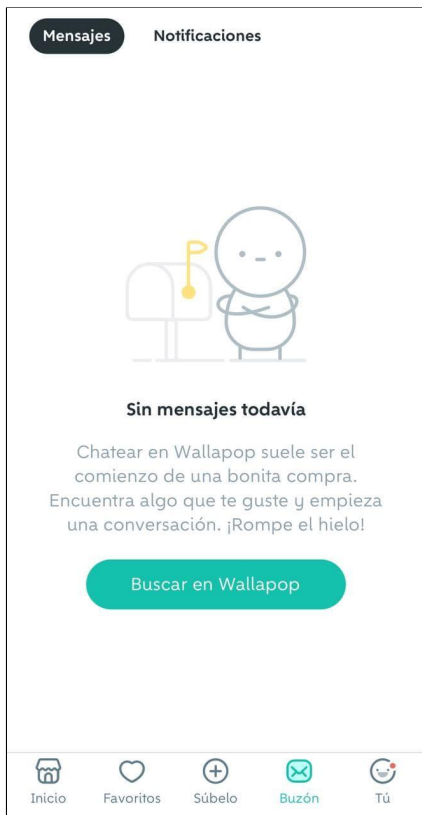 Mensajes Notificaciones
Sin mensajes todavía
Chatear en Wallapop suele ser el
comienzo de una bonita compra.
Encuentra algo que te guste y empieza
una conversación. ¡Rompe el hielo!
Buscar en Wallapop
Inicio Favoritos Súbelo Buzón Tú